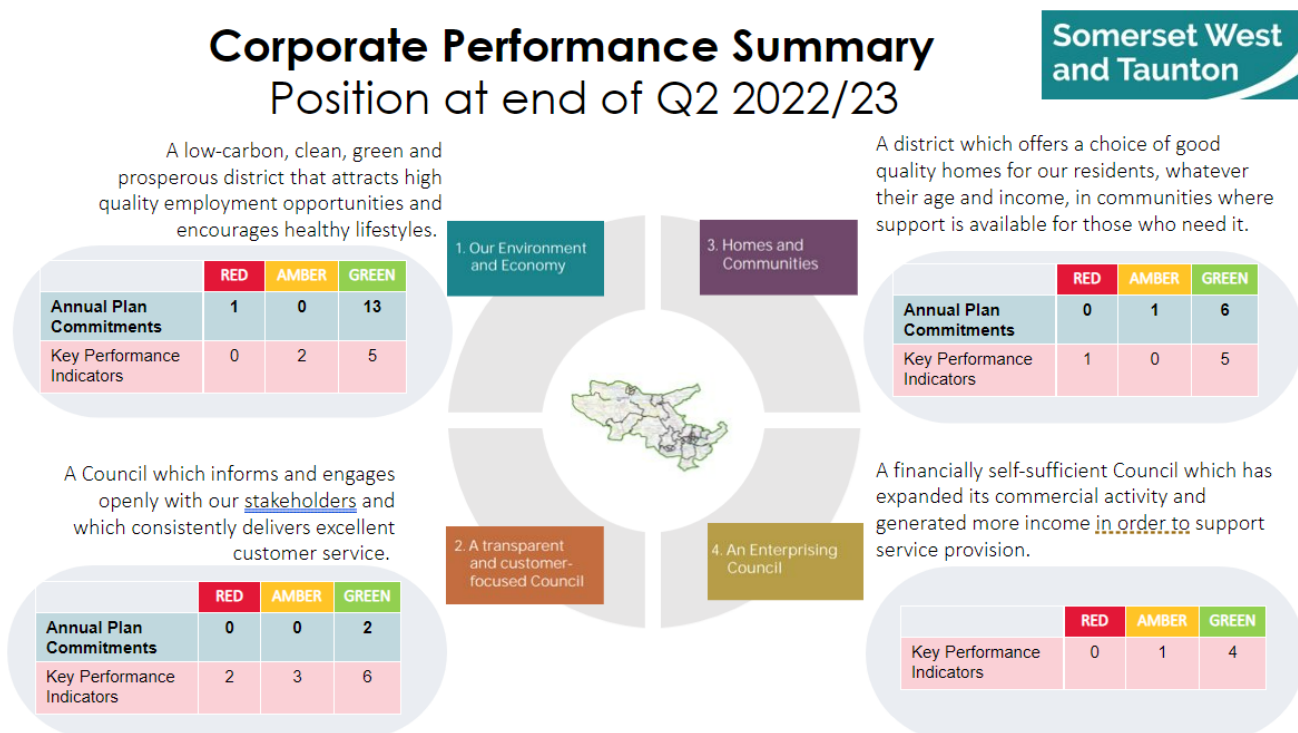 Corporate Performance Summary
Position at end of Q2 2022/23
Somerset West
and Taunton
A low-carbon, clean, green and
prosperous district that attracts high
quality employment opportunities and
encourages healthy lifestyles.
RED AMBER GREEN
Annual Plan
Commitments
1 0 13
Key Performance
Indicators
0 2 5
1. Our Environment
and Economy
3. Homes and
Communities
A district which offers a choice of good
quality homes for our residents, whatever
their age and income, in communities where
support is available for those who need it.
RED AMBER GREEN
Annual Plan
Commitments
0 1 6
Key Performance
Indicators
1 0 5
A Council which informs and engages
openly with our stakeholders and
which consistently delivers excellent
customer service.
RED AMBER GREEN
Annual Plan
Commitments
0 0 2
Key Performance
Indicators
2 3 6
2. A transparent
and customer-
focused Council
4. An Enterprising
Council
A financially self-sufficient Council which has
expanded its commercial activity and
generated more income in order to support
service provision.
RED AMBER GREEN
Key Performance
Indicators
0 1 4